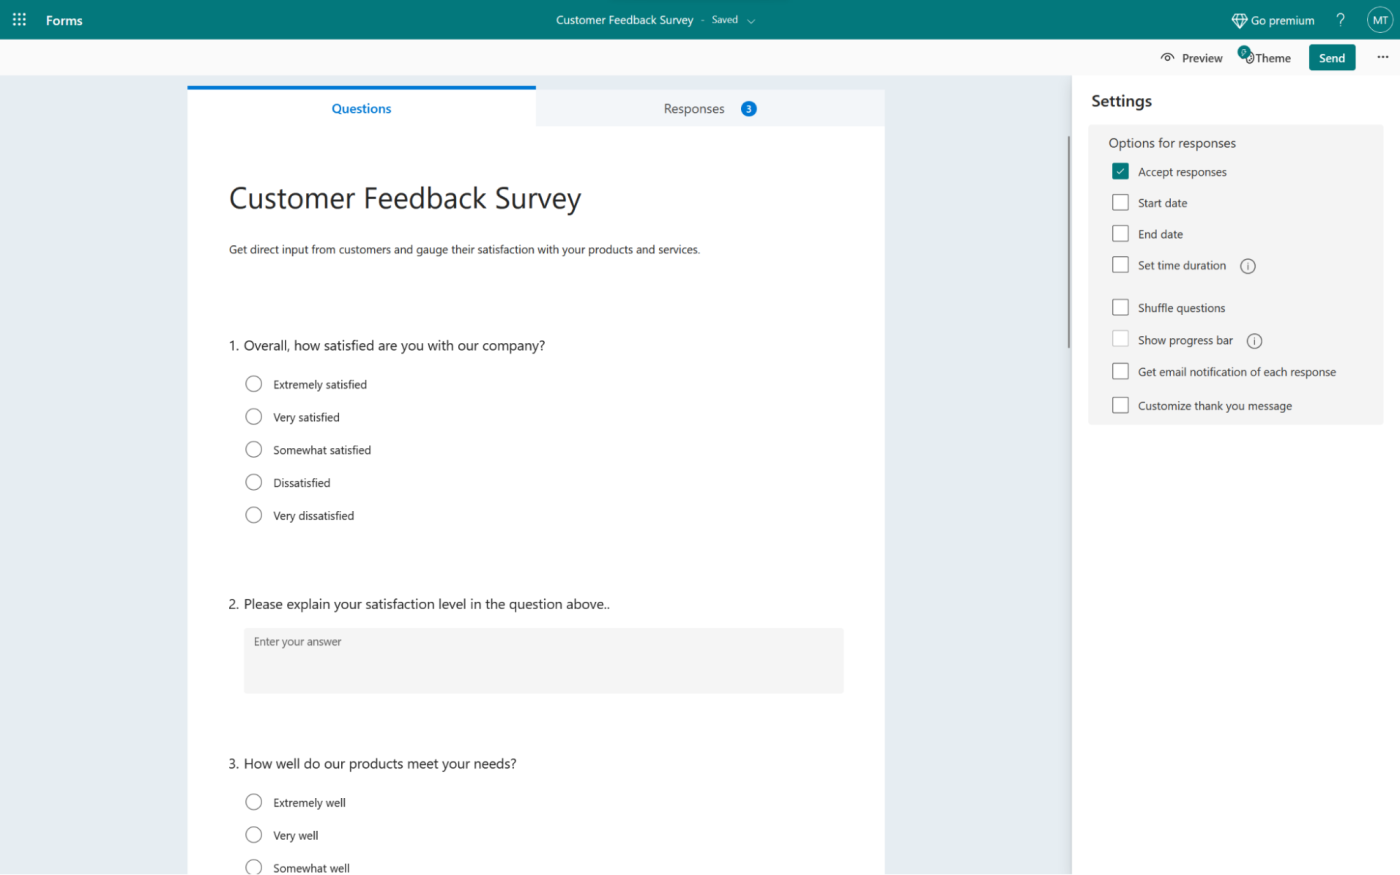 Forms
Customer Feedback Survey - Saved
Go premium
?
MT
Preview
Theme
Send
Questions
Responses 3
Customer Feedback Survey
Get direct input from customers and gauge their satisfaction with your products and services.
1. Overall, how satisfied are you with our company?
Extremely satisfied
Very satisfied
Somewhat satisfied
Dissatisfied
Very dissatisfied
2. Please explain your satisfaction level in the question above..
Enter your answer
3. How well do our products meet your needs?
Extremely well
Very well
Somewhat well
Settings
Options for responses
Accept responses
Start date
End date
Set time duration
Shuffle questions
Show progress bar
Get email notification of each response
Customize thank you message